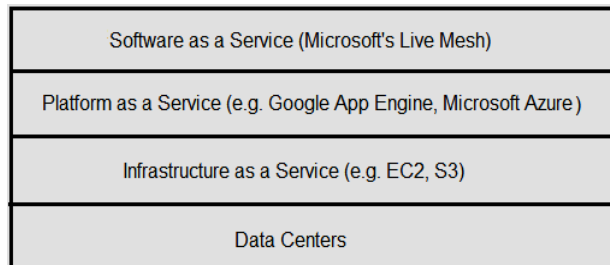 Software as a Service (Microsoft's Live Mesh)
Platform as a Service (e.g. Google App Engine, Microsoft Azure)
Infrastructure as a Service (e.g. EC2, S3)
Data Centers